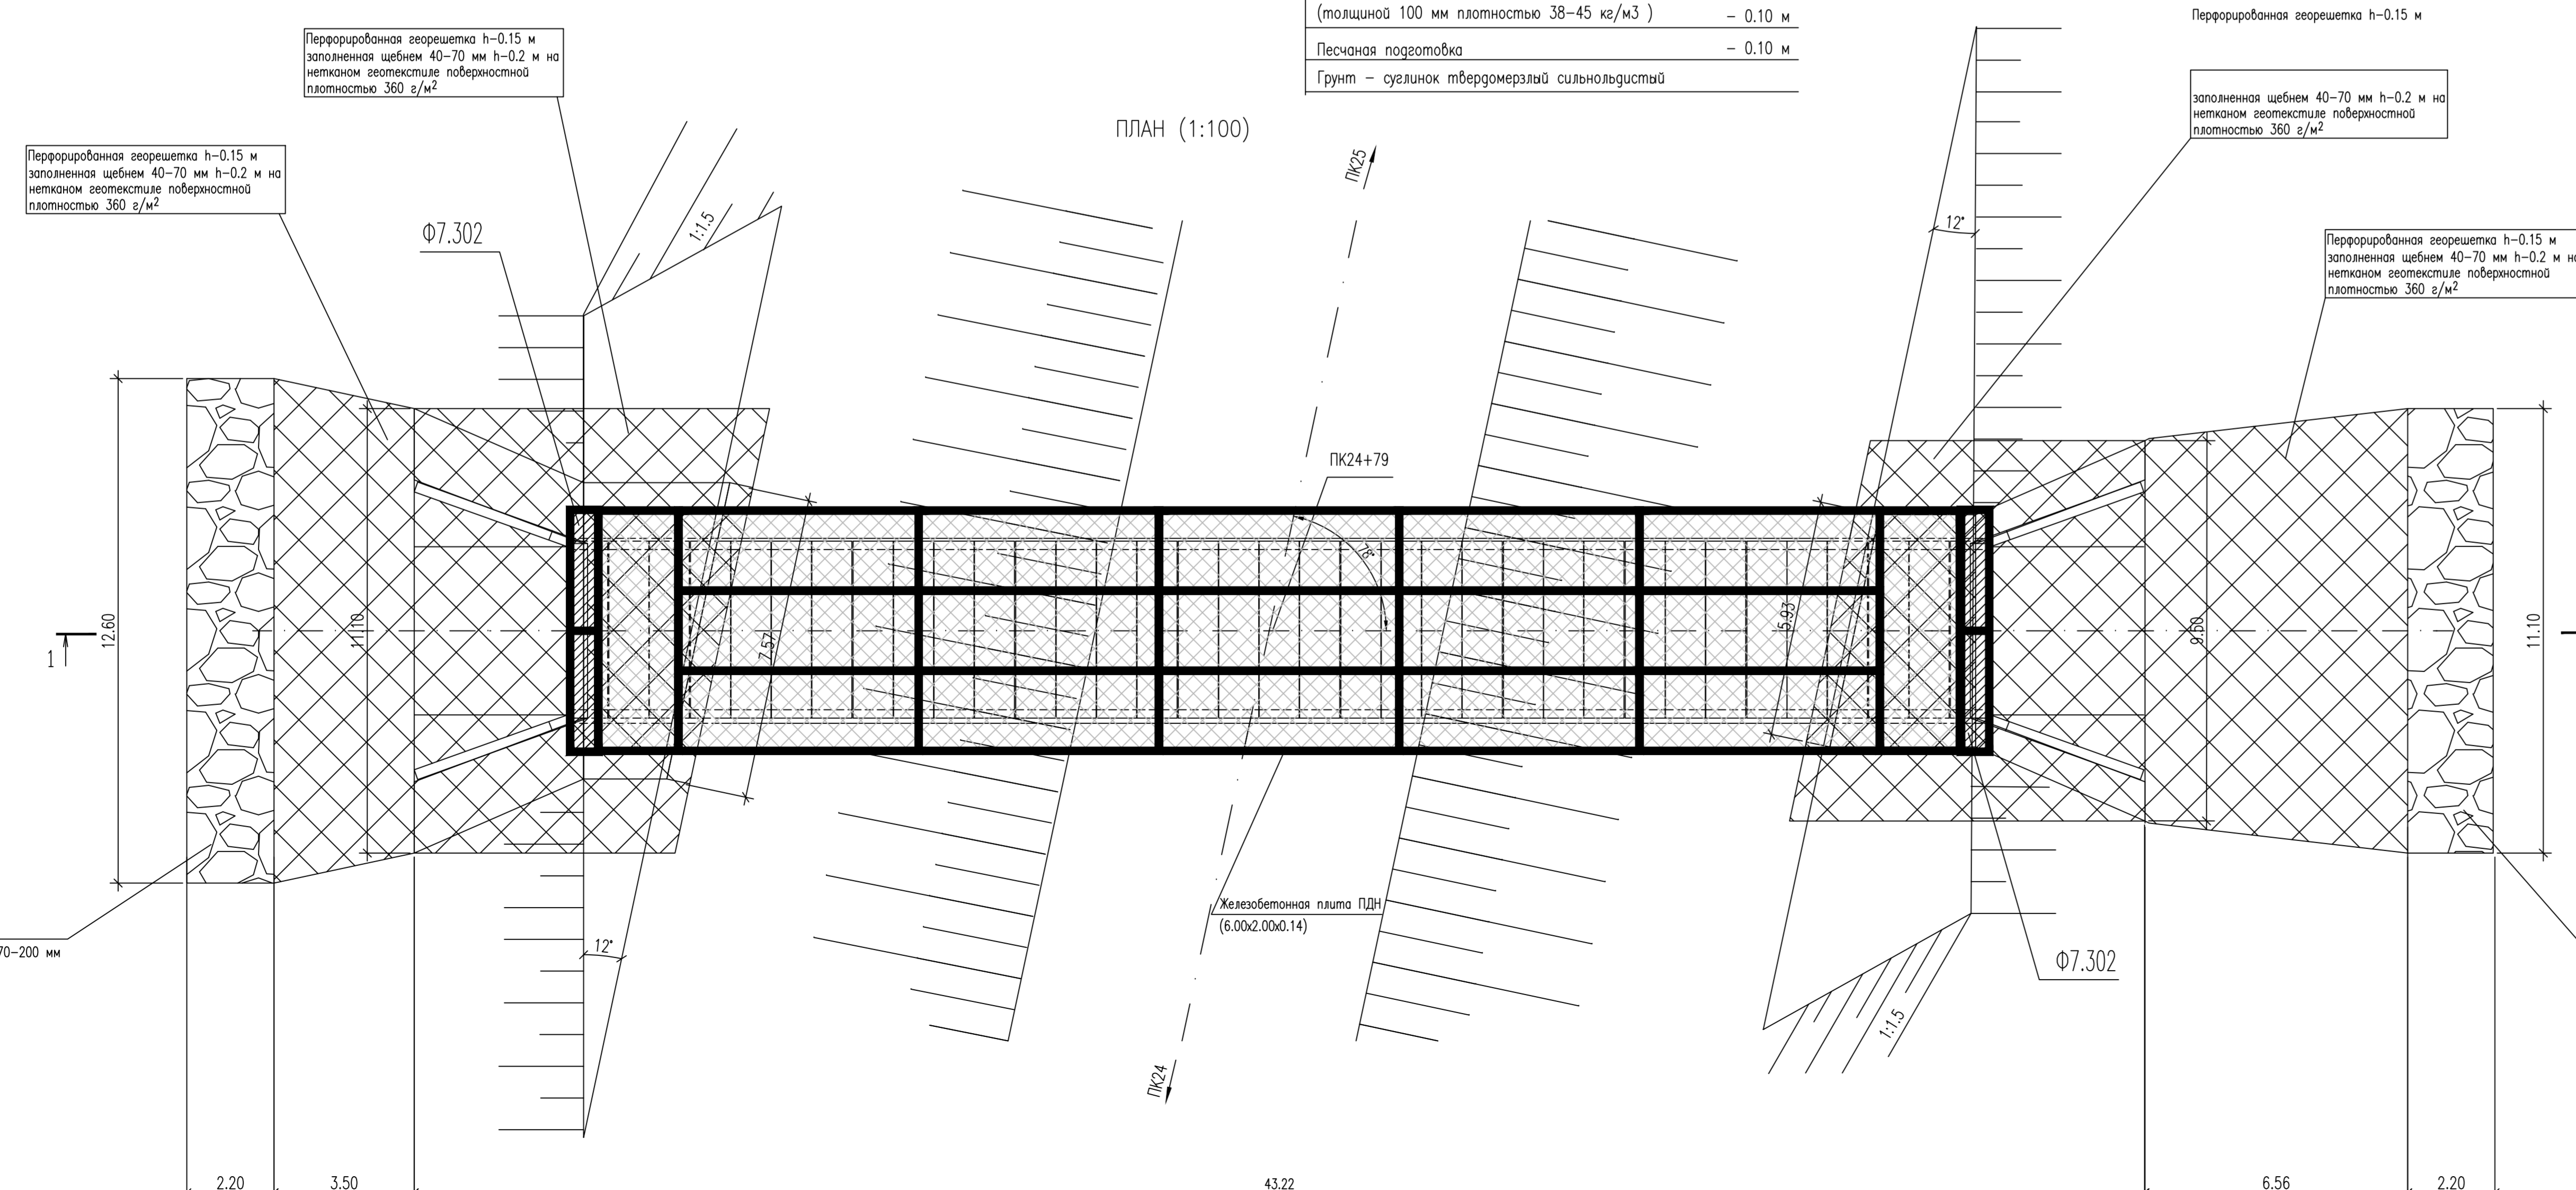 (толщиной 100 мм плотностью 38-45 кг/м3 ) - 0.10 м
Песчаная подготовка - 0.10 м
Грунт - суглинок твердомерзлый сильнольдистый
Перфорированная георешетка h-0.15 м
заполненная щебнем 40-70 мм h-0.2 м на
нетканом геотекстиле поверхностной
плотностью 360 г/м2
Перфорированная георешетка h-0.15 м
заполненная щебнем 40-70 мм h-0.2 м на
нетканом геотекстиле поверхностной
плотностью 360 г/м2
ПЛАН (1:100)
Перфорированная георешетка h-0.15 м
заполненная щебнем 40-70 мм h-0.2 м на
нетканом геотекстиле поверхностной
плотностью 360 г/м2
Перфорированная георешетка h-0.15 м
заполненная щебнем 40-70 мм h-0.2 м на
нетканом геотекстиле поверхностной
плотностью 360 г/м2
Ф7.302
1:1.5
ПК25
12°
ПК24+79
78°
12.60
11.10
7.57
5.93
9.60
11.10
1
Железобетонная плита ПДН
(6.00x2.00x0.14)
70-200 мм
12°
Ф7.302
1:1.5
ПК24
2.20
3.50
43.22
6.56
2.20